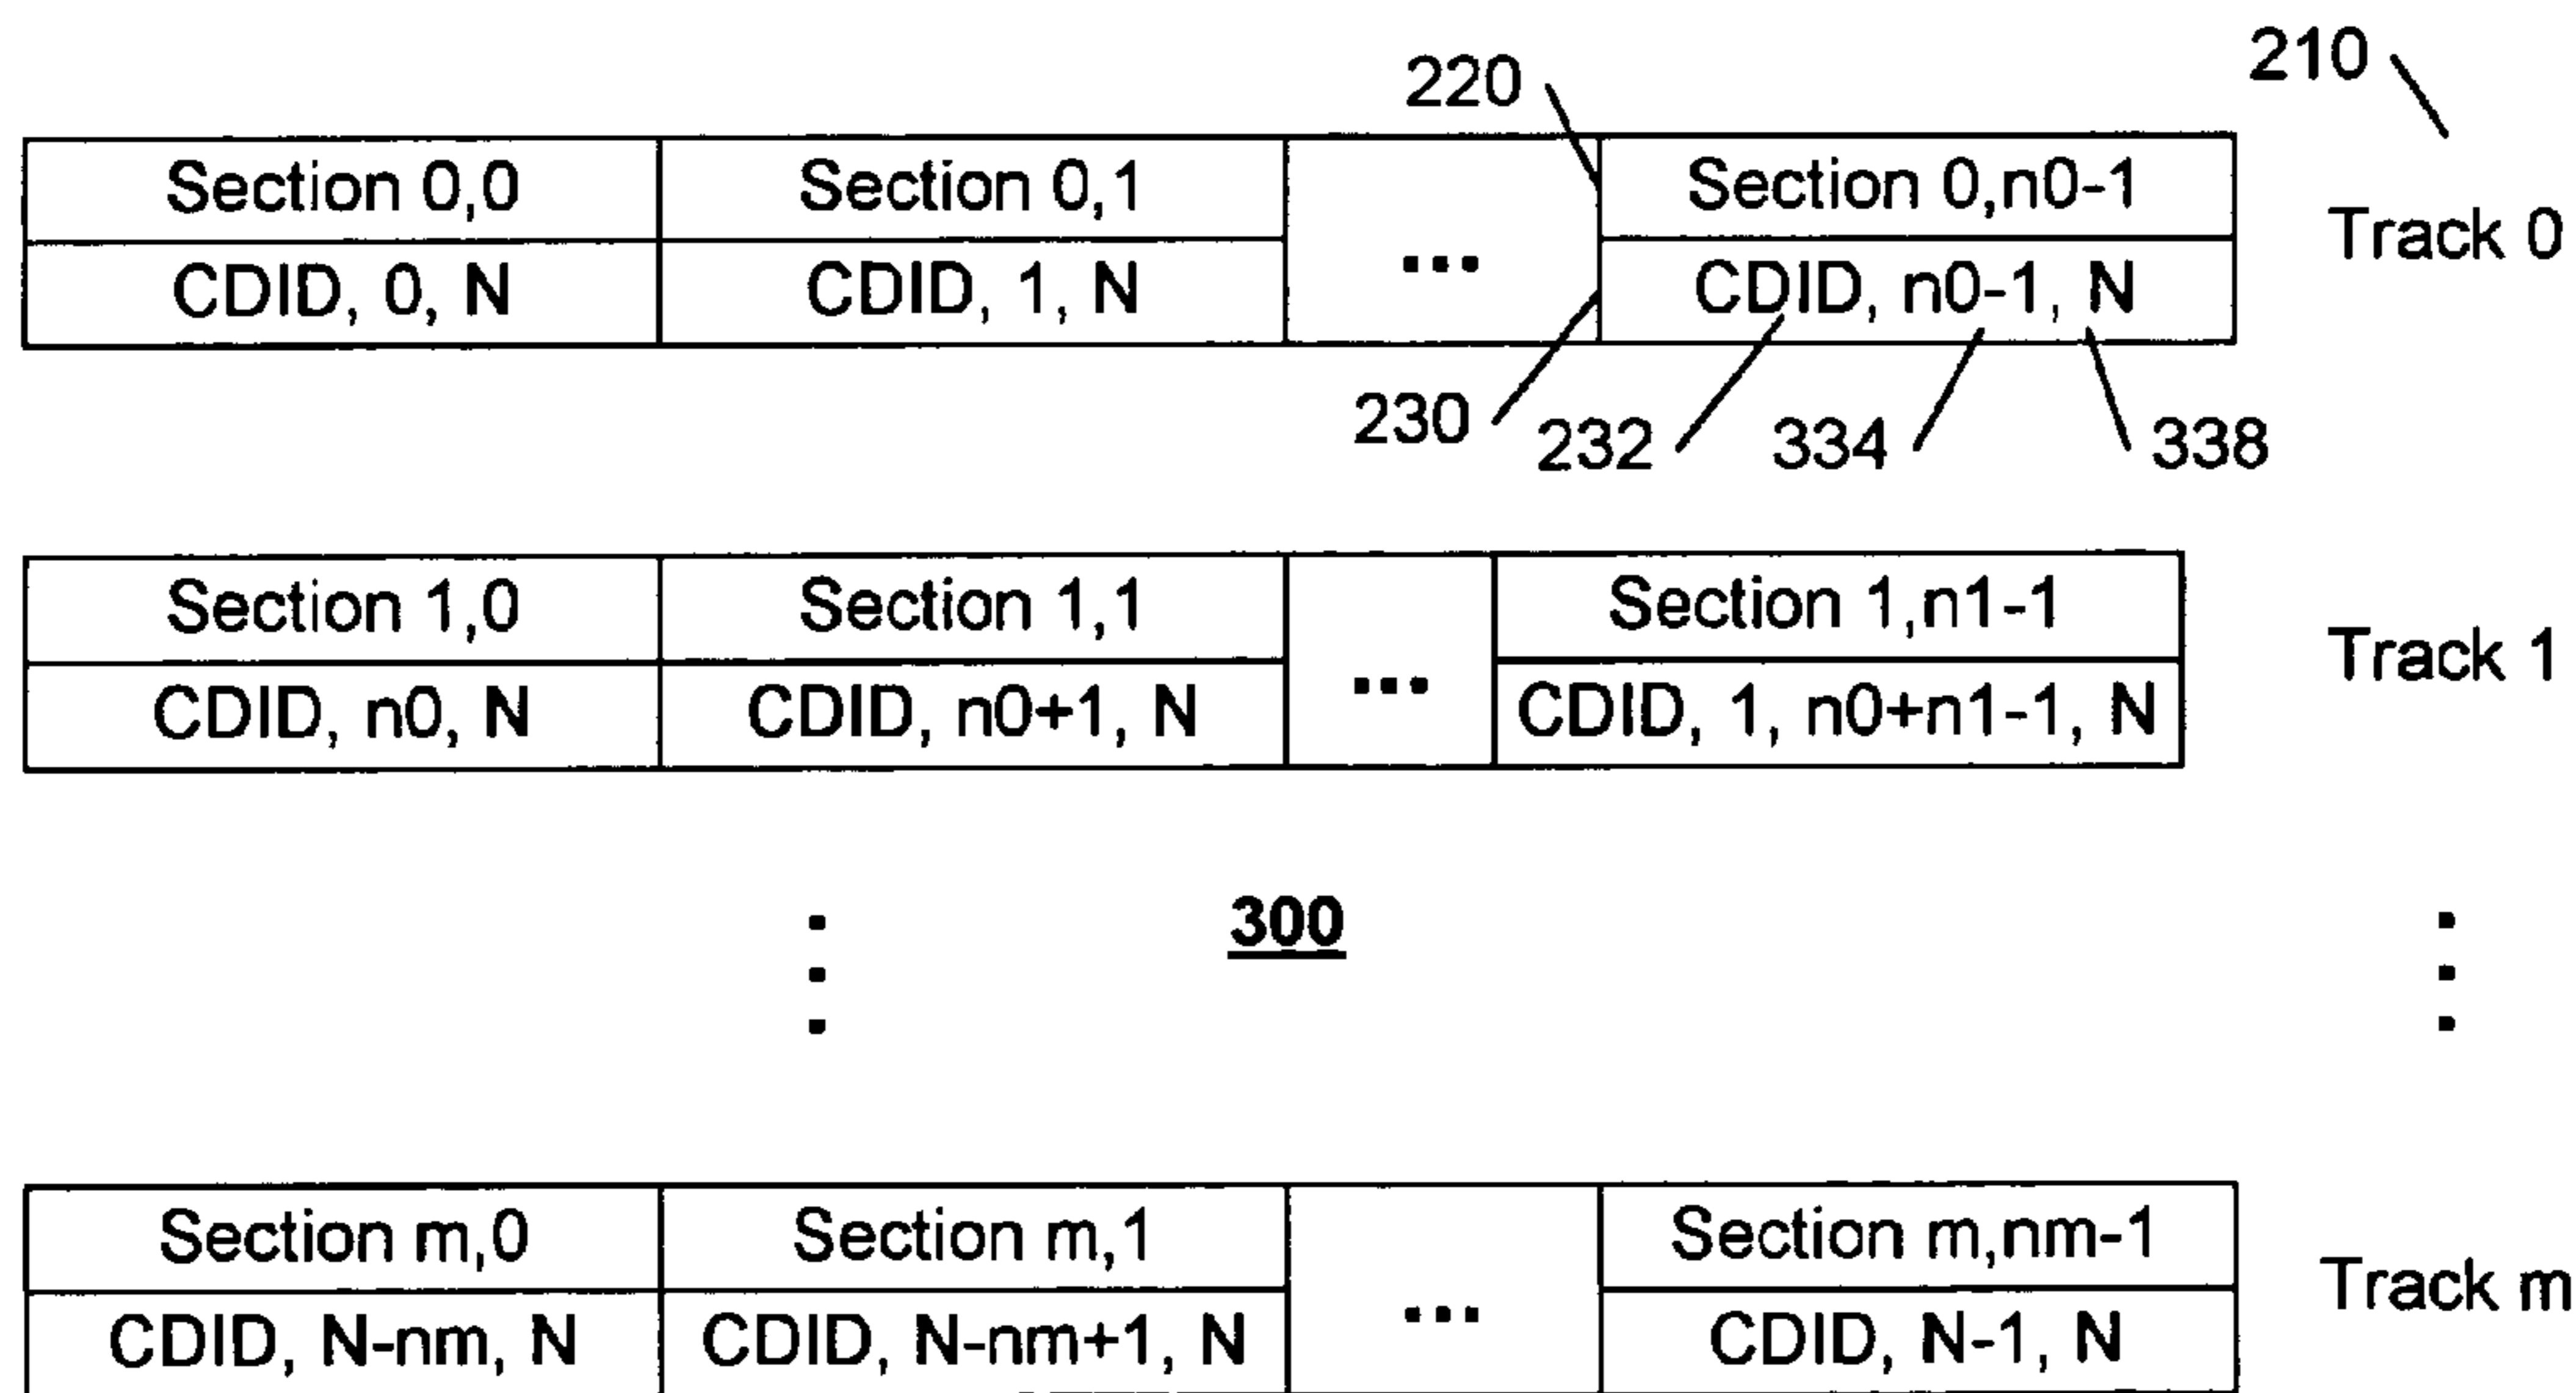 210
220
Section 0,0 Section 0,1 ... Section 0,n0-1
Track 0
CDID, 0, N CDID, 1, N CDID, n0-1, N
230 232 334 338
Section 1,0 Section 1,1 ... Section 1,n1-1
Track 1
CDID, n0, N CDID, n0+1, N CDID, 1, n0+n1-1, N
300
Section m,0 Section m,1 ... Section m,nm-1
Track m
CDID, N-nm, N CDID, N-nm+1, N CDID, N-1, N